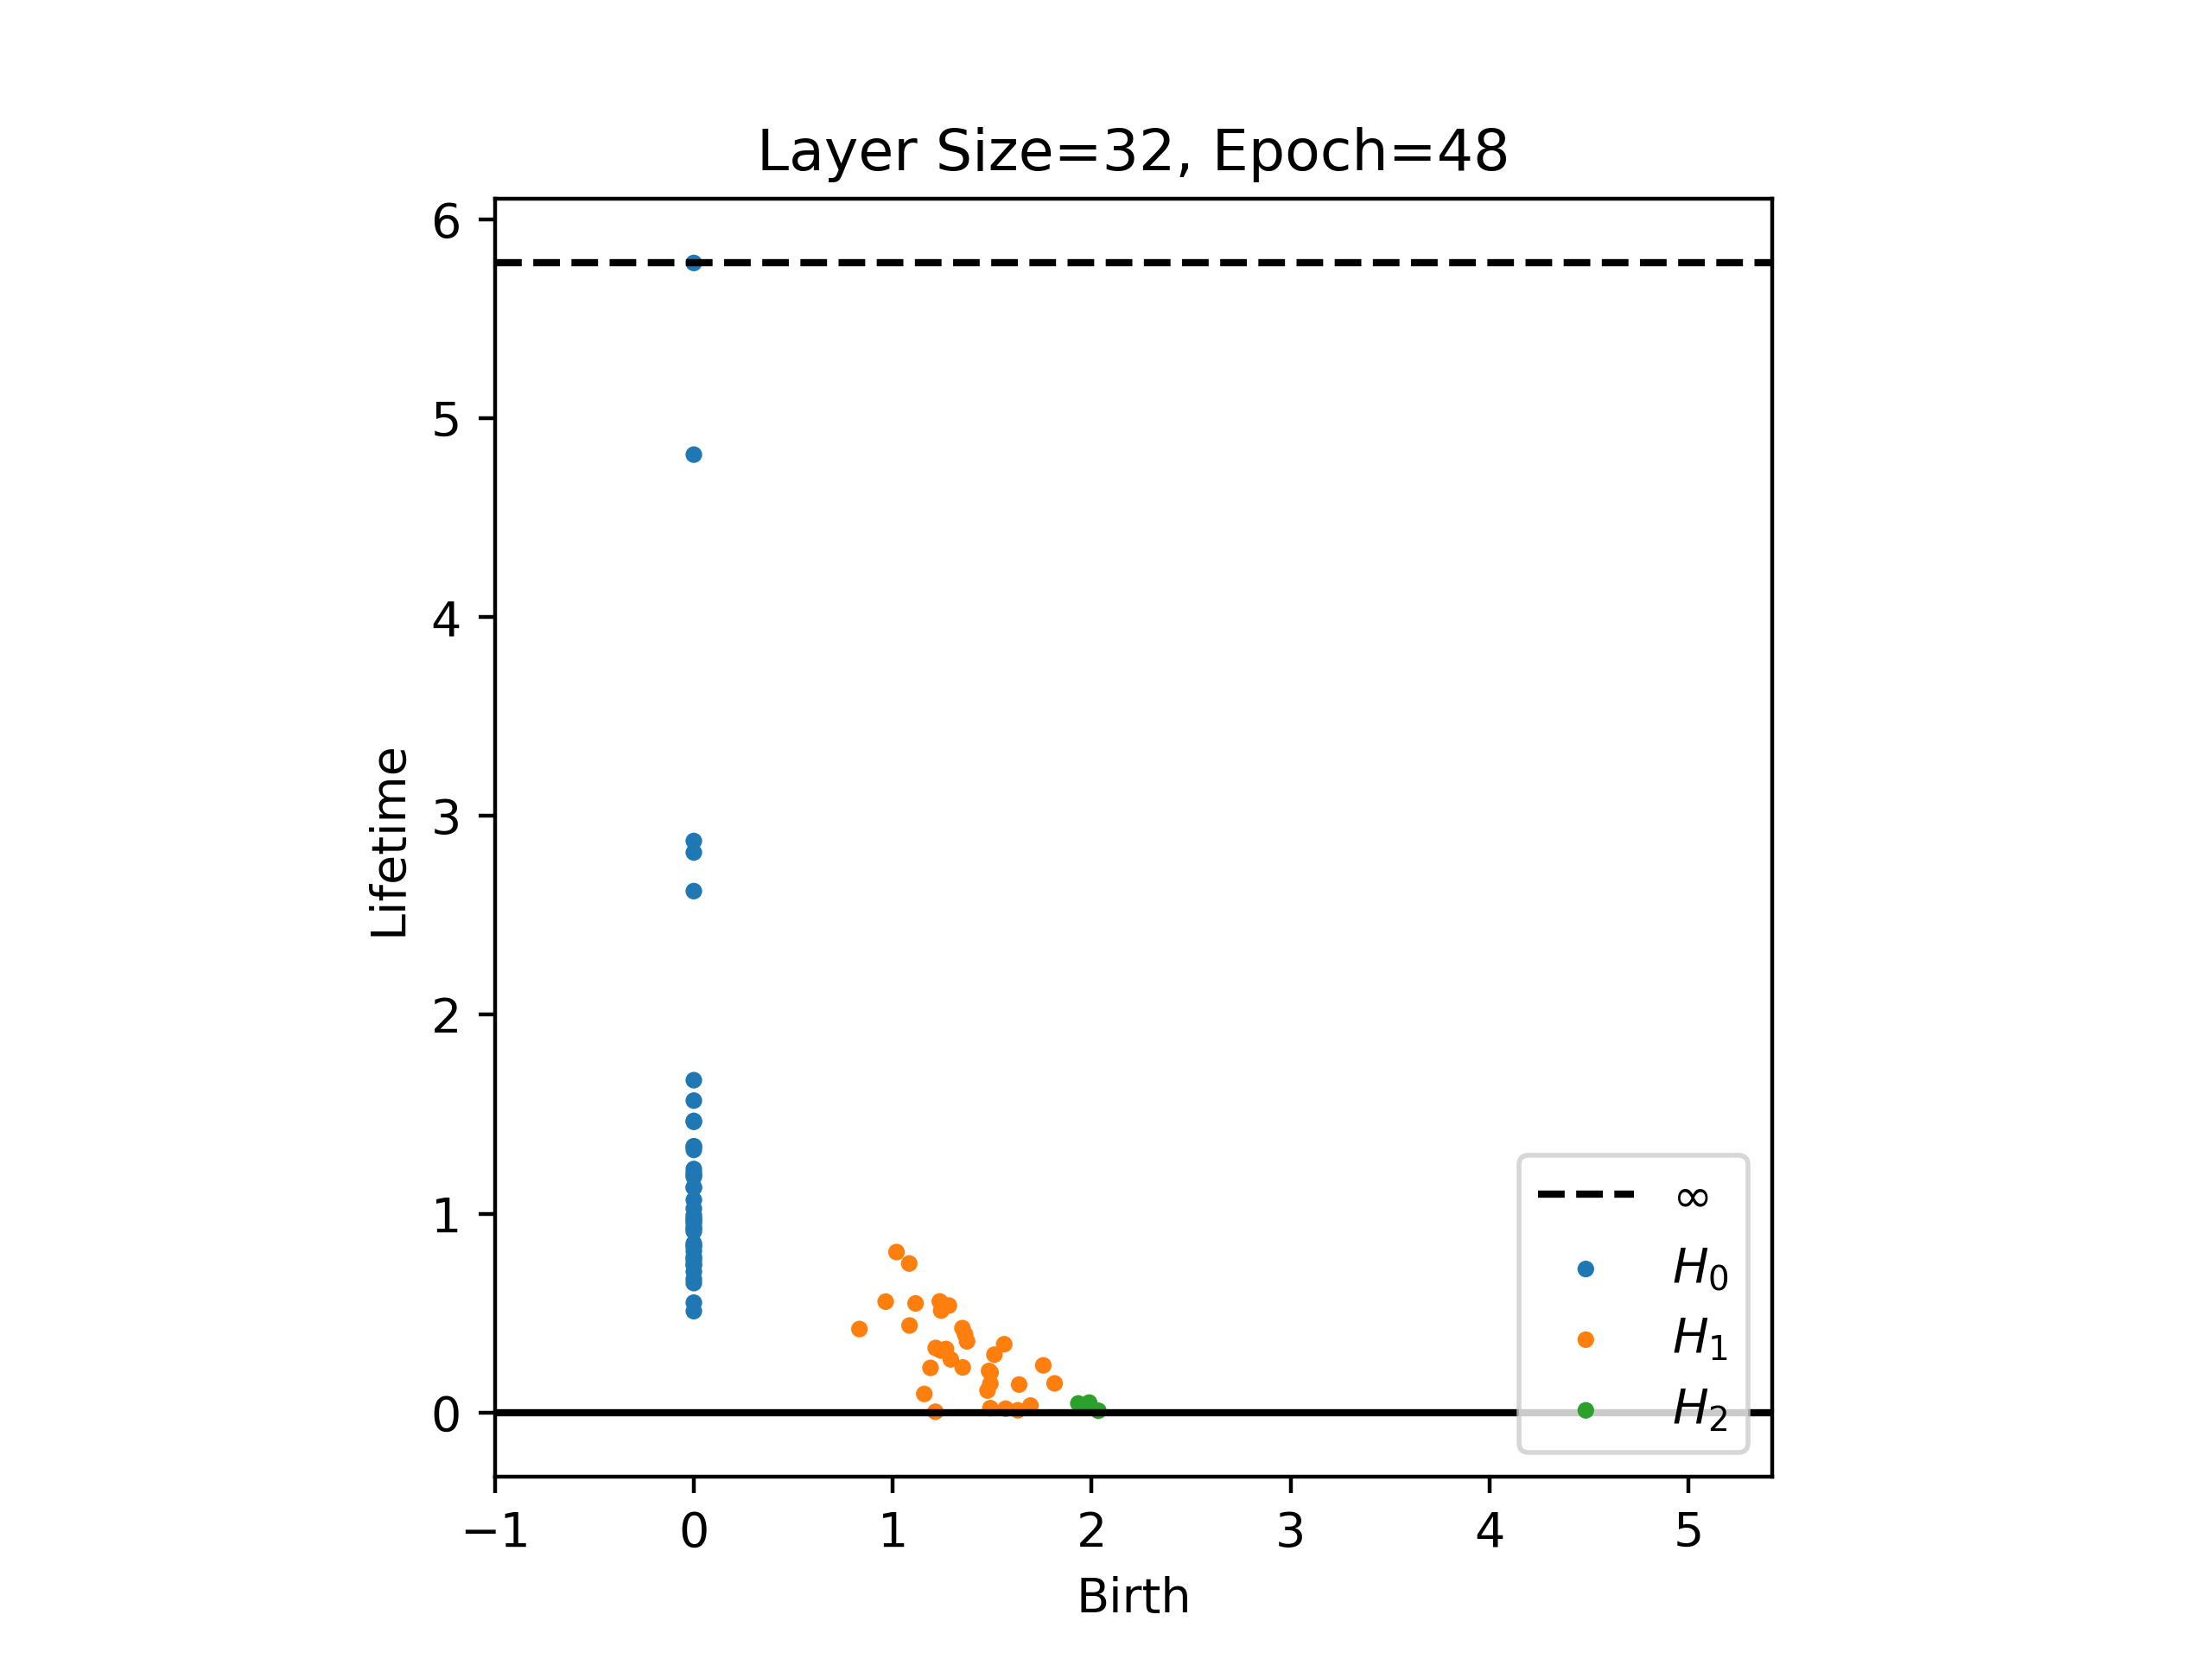 Layer Size=32, Epoch=48
6
5
4
3
2
1
0
Lifetime
∞
H₀
H₁
H₂
−1 0 1 2 3 4 5
Birth